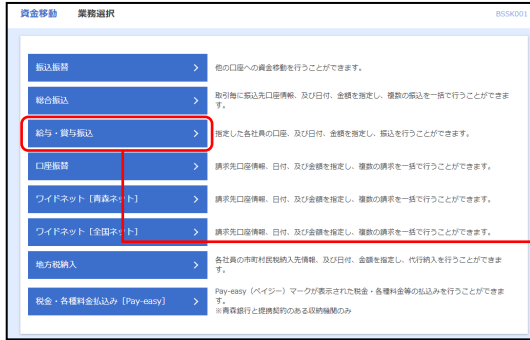 資金移動 業務選択 BSSK001
振込振替 他の口座への資金移動を行うことができます。
総合振込 取引毎に振込先口座情報、及び日付、金額を指定し、複数の振込を一括で行うことができま
す。
給与・賞与振込 指定した各社員の口座、及び日付、金額を指定し、振込を行うことができます。
口座振替 請求先口座情報、日付、及び金額を指定し、複数の請求を一括で行うことができます。
ワイドネット［青森ネット］ 請求先口座情報、日付、及び金額を指定し、複数の請求を一括で行うことができます。
ワイドネット［全国ネット］ 請求先口座情報、日付、及び金額を指定し、複数の請求を一括で行うことができます。
地方税納入 各社員の市町村民税納入先情報、及び日付、金額を指定し、代行納入を行うことができま
す。
税金・各種料金払込み［Pay-easy］ Pay-easy（ペイジー）マークが表示された税金・各種料金等の払込みを行うことができま
す。
※青森銀行と提携契約のある収納機関のみ